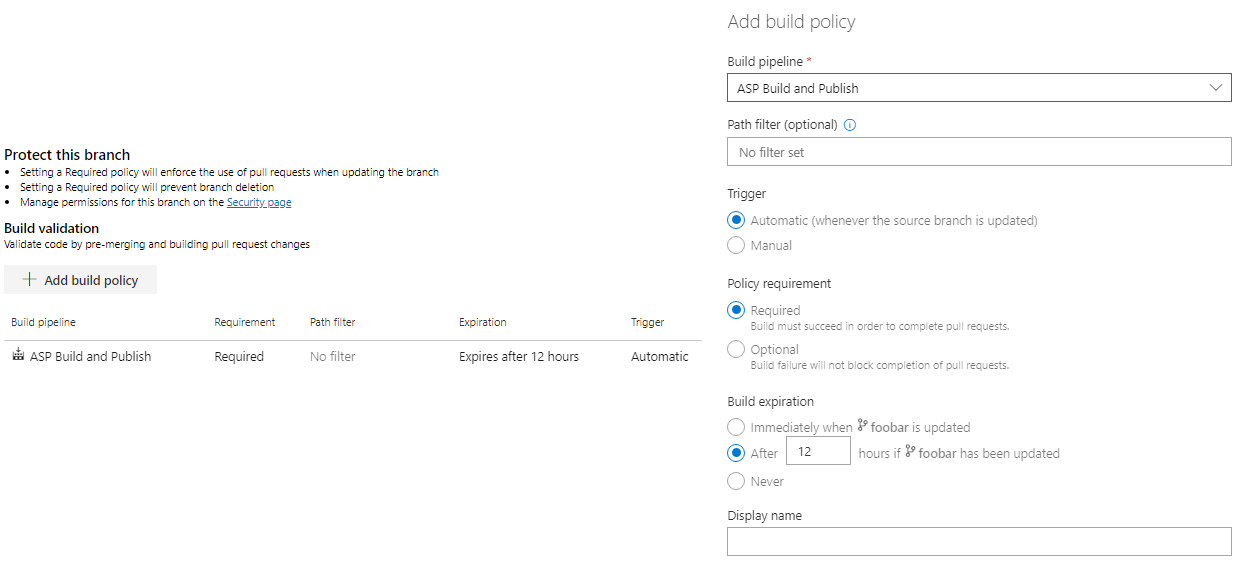 Protect this branch
Setting a Required policy will enforce the use of pull requests when updating the branch
Setting a Required policy will prevent branch deletion
Manage permissions for this branch on the Security page
Build validation
Validate code by pre-merging and building pull request changes
Add build policy
Build pipeline Requirement Path filter Expiration Trigger
ASP Build and Publish Required No filter Expires after 12 hours Automatic
Add build policy
Build pipeline *
ASP Build and Publish
Path filter (optional)
No filter set
Trigger
Automatic (whenever the source branch is updated)
Manual
Policy requirement
Required
Build must succeed in order to complete pull requests.
Optional
Build failure will not block completion of pull requests.
Build expiration
Immediately when foobar is updated
After 12 hours if foobar has been updated
Never
Display name